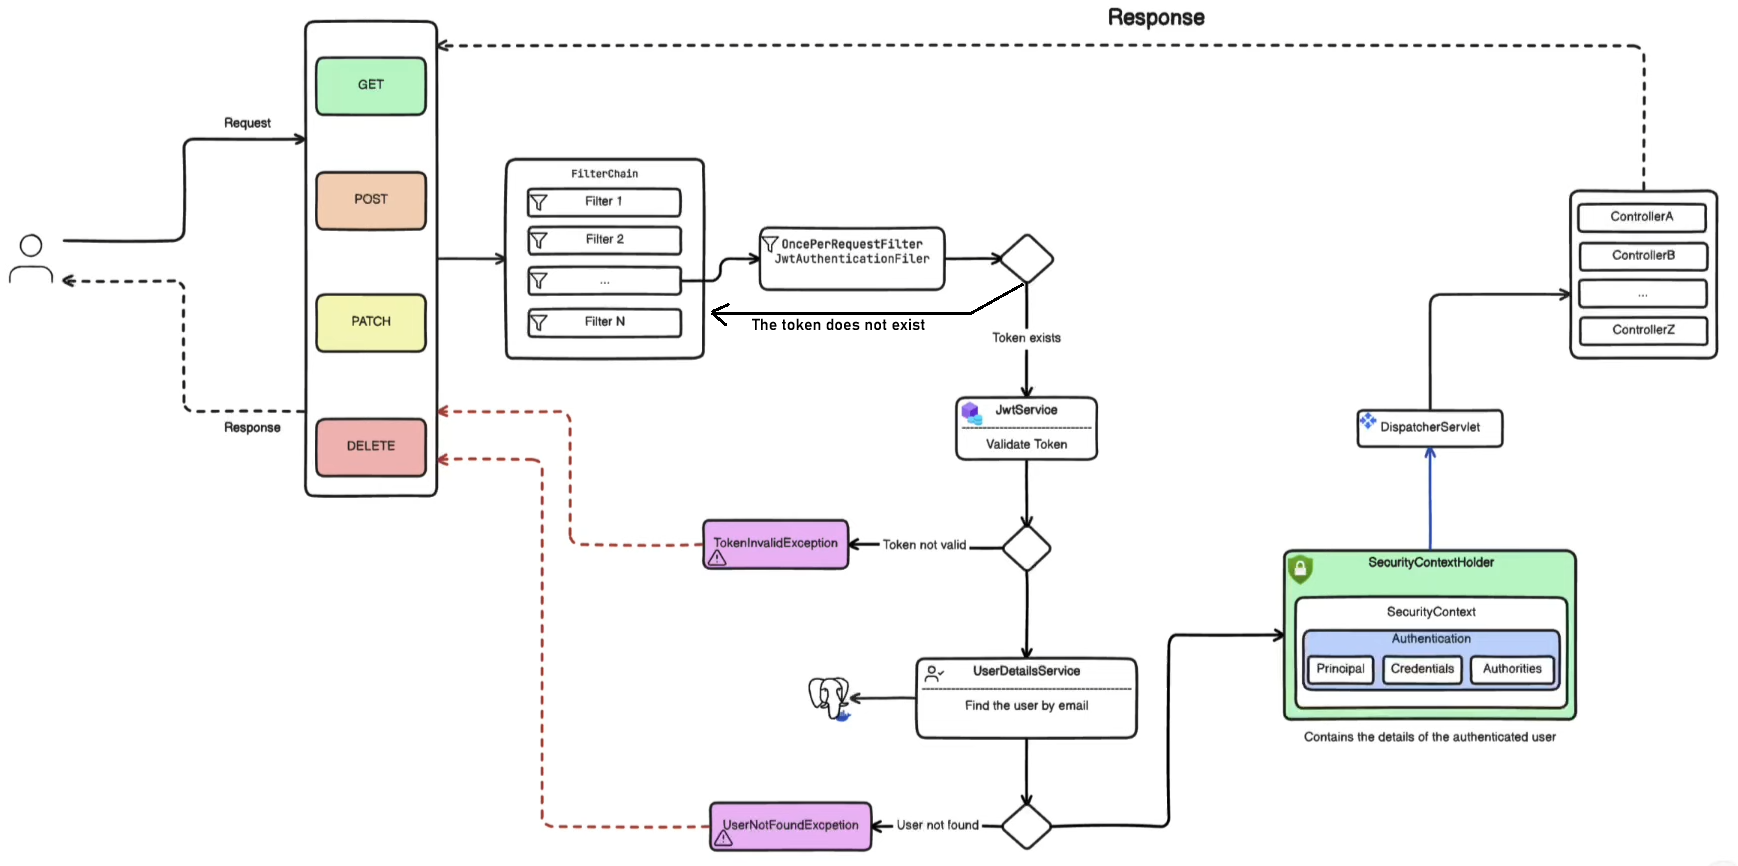 Response
GET
Request
POST
PATCH
DELETE
Response
FilterChain
Filter 1
Filter 2
...
Filter N
OncePerRequestFilter
JwtAuthenticationFiler
The token does not exist
Token exists
JwtService
Validate Token
TokenInvalidException
Token not valid
UserDetailsService
Find the user by email
UserNotFoundExcpetion
User not found
ControllerA
ControllerB
...
ControllerZ
DispatcherServlet
SecurityContextHolder
SecurityContext
Authentication
Principal
Credentials
Authorities
Contains the details of the authenticated user